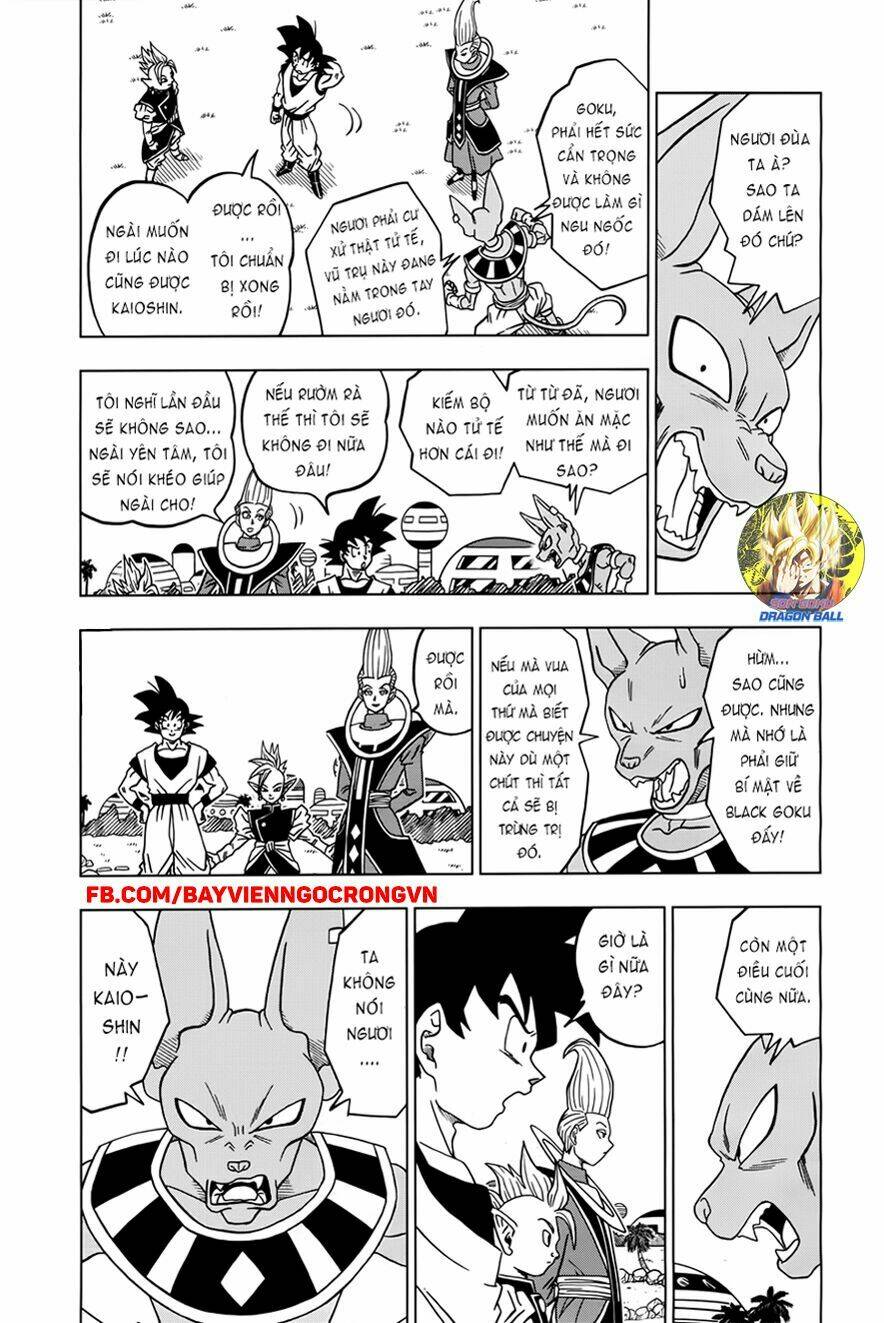 NGƯƠI ĐÙA
TA À?
SAO TA
DÁM LÊN
ĐÓ CHỨ?
GOKU,
PHẢI HẾT SỨC
CẨN TRỌNG
VÀ KHÔNG
ĐƯỢC LÀM GÌ
NGU NGỐC
ĐÓ!
NGƯƠI PHẢI CƯ
XỬ THẬT TỬ TẾ,
VŨ TRỤ NÀY ĐANG
NẰM TRONG TAY
NGƯƠI ĐÓ.
ĐƯỢC RỒI
...
TÔI CHUẨN
BỊ XONG
RỒI!
NGÀI MUỐN
ĐI LÚC NÀO
CŨNG ĐƯỢC
KAIOSHIN.
TỪ TỪ ĐÃ, NGƯƠI
MUỐN ĂN MẶC
NHƯ THẾ MÀ ĐI
SAO?
KIẾM BỘ
NÀO TỬ TẾ
HƠN CÁI ĐI!
NẾU RƯỜM RÀ
THẾ THÌ TÔI SẼ
KHÔNG ĐI NỮA
ĐÂU!
TÔI NGHĨ LẦN ĐẦU
SẼ KHÔNG SAO...
NGÀI YÊN TÂM, TÔI
SẼ NÓI KHÉO GIÚP
NGÀI CHO!
SON GOKU
DRAGON BALL
HỪM...
SAO CŨNG
ĐƯỢC. NHƯNG
MÀ NHỚ LÀ
PHẢI GIỮ
BÍ MẬT VỀ
BLACK GOKU
ĐẤY!
NẾU MÀ VUA
CỦA MỌI
THỨ MÀ BIẾT
ĐƯỢC CHUYỆN
NÀY DÙ MỘT
CHÚT THÌ TẤT
CẢ SẼ BỊ
TRỪNG TRỊ
ĐÓ.
ĐƯỢC
RỒI
MÀ.
FB.COM/BAYVIENNGOCRONGVN
CÒN MỘT
ĐIỀU CUỐI
CÙNG NỮA.
GIỜ LÀ
GÌ NỮA
ĐÂY?
TA
KHÔNG
NÓI
NGƯƠI
....
NÀY
KAIO-
SHIN
!!